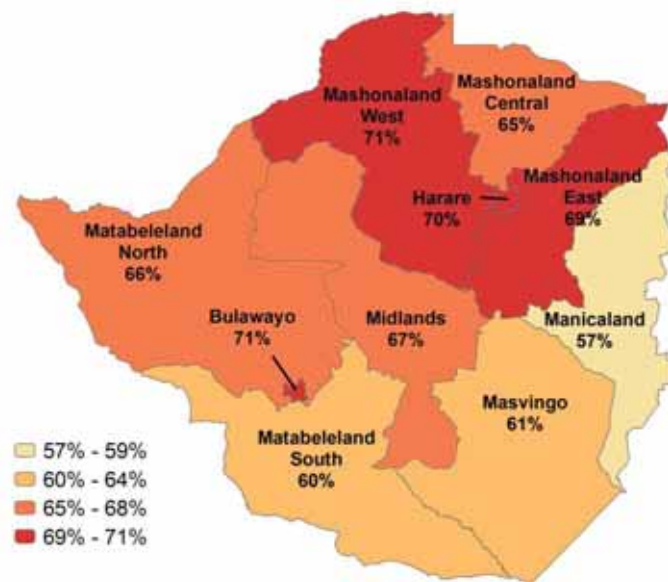 Mashonaland
West
71%
Mashonaland
Central
65%
Mashonaland
East
69%
Harare
70%
Matabeleland
North
66%
Bulawayo
71%
Midlands
67%
Manicaland
57%
Masvingo
61%
Matabeleland
South
60%
57% - 59%
60% - 64%
65% - 68%
69% - 71%